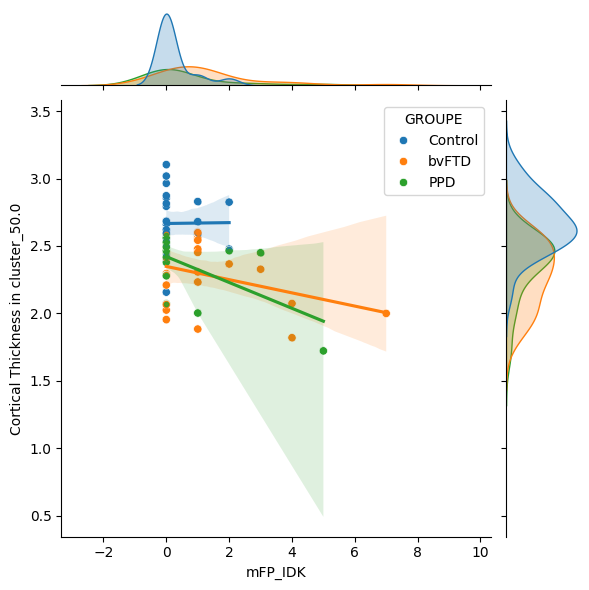 GROUPE
Control
bvFTD
PPD
3.5
3.0
2.5
2.0
1.5
1.0
0.5
Cortical Thickness in cluster_50.0
−2 0 2 4 6 8 10
mFP_IDK